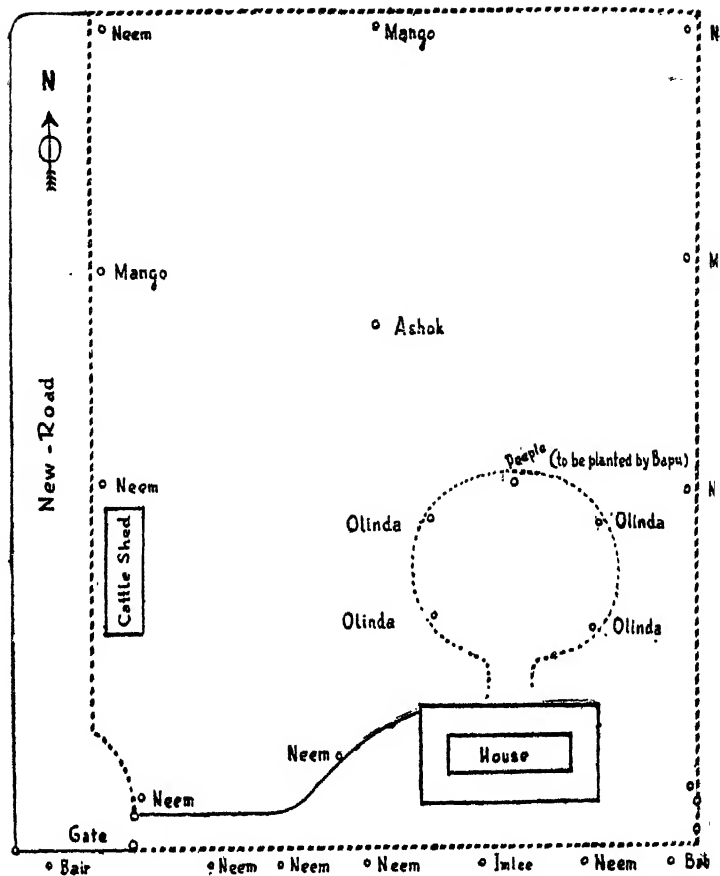 Neem
Mango
N
N
Mango
M
Ashok
New-Road
Peeple (to be planted by Bapu)
Neem
N
Olinda
Olinda
Cattle Shed
Olinda
Olinda
Neem
House
Neem
Gate
Bair
Neem
Neem
Neem
Imlee
Neem
Bab